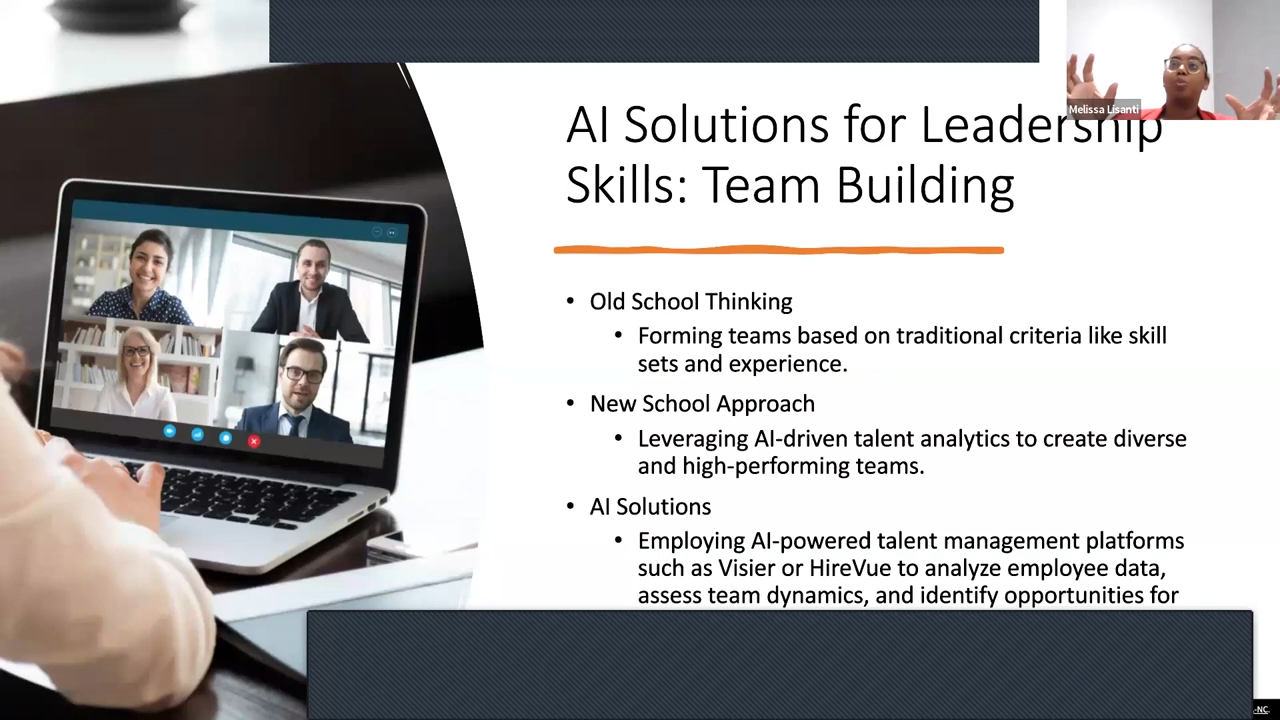 Melissa Lisanti
AI Solutions for Leadership
Skills: Team Building
• Old School Thinking
• Forming teams based on traditional criteria like skill
sets and experience.
• New School Approach
• Leveraging AI-driven talent analytics to create diverse
and high-performing teams.
• AI Solutions
• Employing AI-powered talent management platforms
such as Visier or HireVue to analyze employee data,
assess team dynamics, and identify opportunities for
-NC.